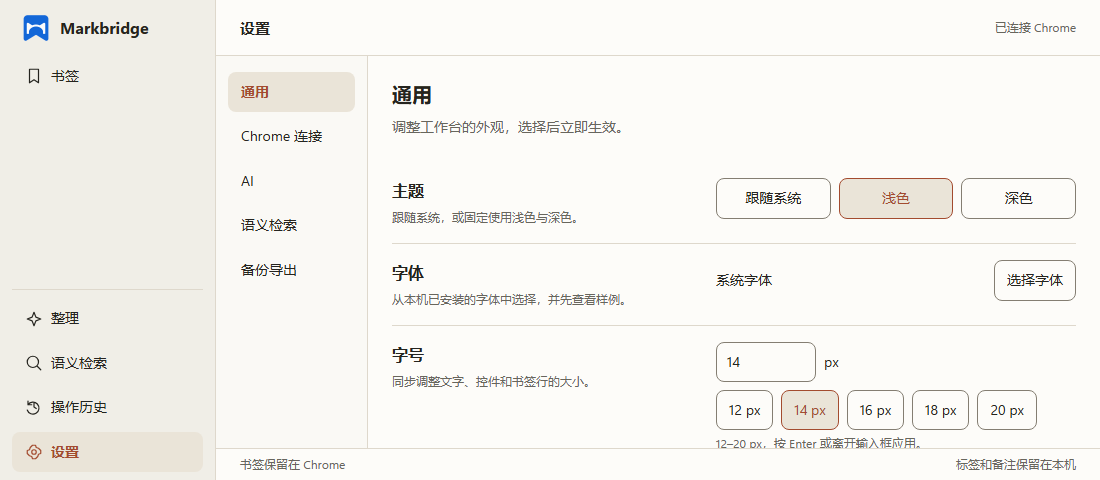 Markbridge
书签
整理
语义检索
操作历史
设置
设置
已连接 Chrome
通用
Chrome 连接
AI
语义检索
备份导出
通用
调整工作台的外观，选择后立即生效。
主题
跟随系统，或固定使用浅色与深色。
跟随系统
浅色
深色
字体
从本机已安装的字体中选择，并先查看样例。
系统字体
选择字体
字号
同步调整文字、控件和书签行的大小。
14 px
12 px
14 px
16 px
18 px
20 px
12–20 px，按 Enter 或离开输入框应用。
书签保留在 Chrome
标签和备注保留在本机